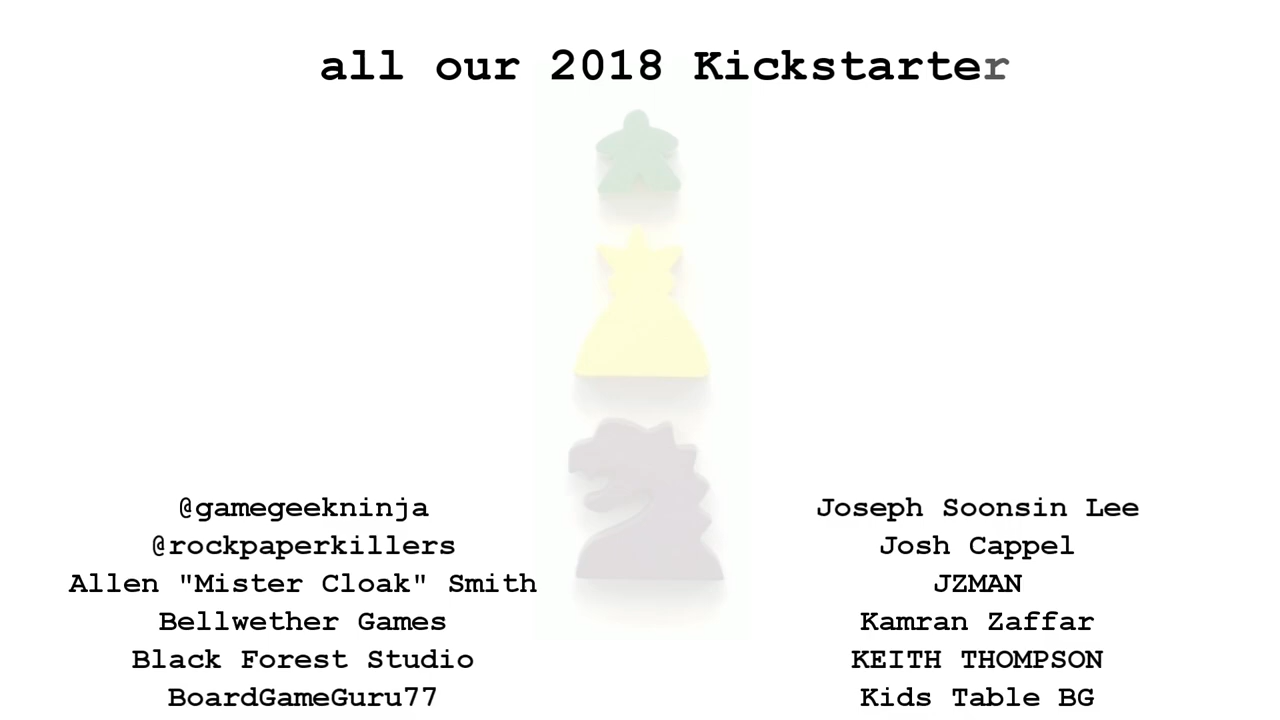 all our 2018 Kickstarter
@gamegeekninja
@rockpaperkillers
Allen "Mister Cloak" Smith
Bellwether Games
Black Forest Studio
BoardGameGuru77
Joseph Soonsin Lee
Josh Cappel
JZMAN
Kamran Zaffar
KEITH THOMPSON
Kids Table BG